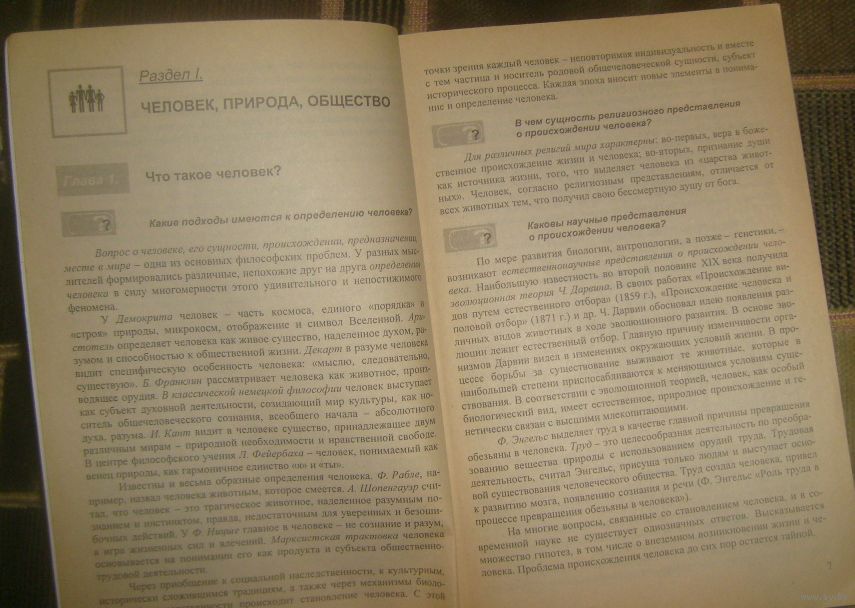 Раздел I.
ЧЕЛОВЕК, ПРИРОДА, ОБЩЕСТВО
Глава 1.
Что такое человек?
?
Какие подходы имеются к определению человека?
Вопрос о человеке, его сущности, происхождении, предназначении,
месте в мире – одна из основных философских проблем. У разных мыс-
лителей формировались различные, непохожие друг на друга определения
человека в силу многомерности этого удивительного и непостижимого
феномена.
У Демокрита человек – часть космоса, единого «порядка» и
«строя» природы, микрокосм, отображение и символ Вселенной. Ари-
стотель определяет человека как живое существо, наделенное духом, ра-
зумом и способностью к общественной жизни. Декарт в разуме человека
видит специфическую особенность человека: «мыслю, следовательно,
существую». Б. Франклин рассматривает человека как животное, произ-
водящее орудия. В классической немецкой философии человек выступает
как субъект духовной деятельности, созидающий мир культуры, как но-
ситель общечеловеческого сознания, всеобщего начала – абсолютного
духа, разума. И. Кант видит в человеке существо, принадлежащее двум
различным мирам – природной необходимости и нравственной свободе.
В центре философского учения Л. Фейербаха – человек, понимаемый как
венец природы, как гармоничное единство «я» и «ты».
Известны и весьма образные определения человека. Ф. Рабле, на-
пример, назвал человека животным, которое смеется. А. Шопенгауэр счи-
тал, что человек – это трагическое животное, наделенное разумным по-
знанием и инстинктом, правда, недостаточным для уверенных и безоши-
бочных действий. У Ф. Ницше главное в человеке – не сознание и разум,
а игра жизненных сил и влечений. Марксистская трактовка человека
основывается на понимании его как продукта и субъекта общественно-
трудовой деятельности.
Через приобщение к социальной наследственности, к культурным,
исторически сложившимся традициям, а также через механизмы биоло-
происходит становление человека. С этой
точки зрения каждый человек – неповторимая индивидуальность и вместе
с тем частица и носитель родовой общечеловеческой сущности, субъект
исторического процесса. Каждая эпоха вносит новые элементы в понима-
ние и определение человека.
?
В чем сущность религиозного представления
о происхождении человека?
Для различных религий мира характерны: во-первых, вера в боже-
ственное происхождение жизни и человека; во-вторых, признание души
как источника жизни, того, что выделяет человека из «царства живот-
ных». Человек, согласно религиозным представлениям, отличается от
всех животных тем, что получил свою бессмертную душу от бога.
?
Каковы научные представления
о происхождении человека?
По мере развития биологии, антропологии, а позже – генетики, –
возникают естественнонаучные представления о происхождении чело-
века. Наибольшую известность во второй половине XIX века получила
эволюционная теория Ч. Дарвина. В своих работах «Происхождение ви-
дов путем естественного отбора» (1859 г.), «Происхождение человека и
половой отбор» (1871 г.) и др. Ч. Дарвин обосновал идею появления раз-
личных видов животных в ходе эволюционного развития. В основе эво-
люции лежит естественный отбор. Главную причину изменчивости орга-
низмов Дарвин видел в изменениях окружающих условий жизни. В про-
цессе борьбы за существование выживают те животные, которые в
наибольшей степени приспосабливаются к меняющимся условиям суще-
ствования. В соответствии с эволюционной теорией, человек, как особый
биологический вид, имеет естественное, природное происхождение и ге-
нетически связан с высшими млекопитающими.
Ф. Энгельс выделяет труд в качестве главной причины превращения
обезьяны в человека. Труд – это целесообразная деятельность по преобра-
зованию вещества природы с использованием орудий труда. Трудовая
деятельность, считал Энгельс, присуща только людям и выступает осно-
вой существования человеческого общества. Труд создал человека, привел
к развитию мозга, появлению сознания и речи (Ф. Энгельс «Роль труда в
процессе превращения обезьяны в человека»).
На многие вопросы, связанные со становлением человека, и в со-
временной науке не существует однозначных ответов. Высказывается
множество гипотез, в том числе о внеземном возникновении жизни и че-
ловека. Проблема происхождения человека до сих пор остается тайной.
7